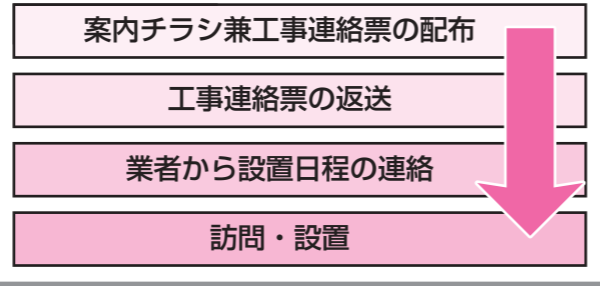 案内チラシ兼工事連絡票の配布
工事連絡票の返送
業者から設置日程の連絡
訪問・設置